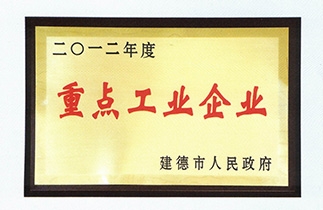 二〇一二年度
重点工业企业
建德市人民政府